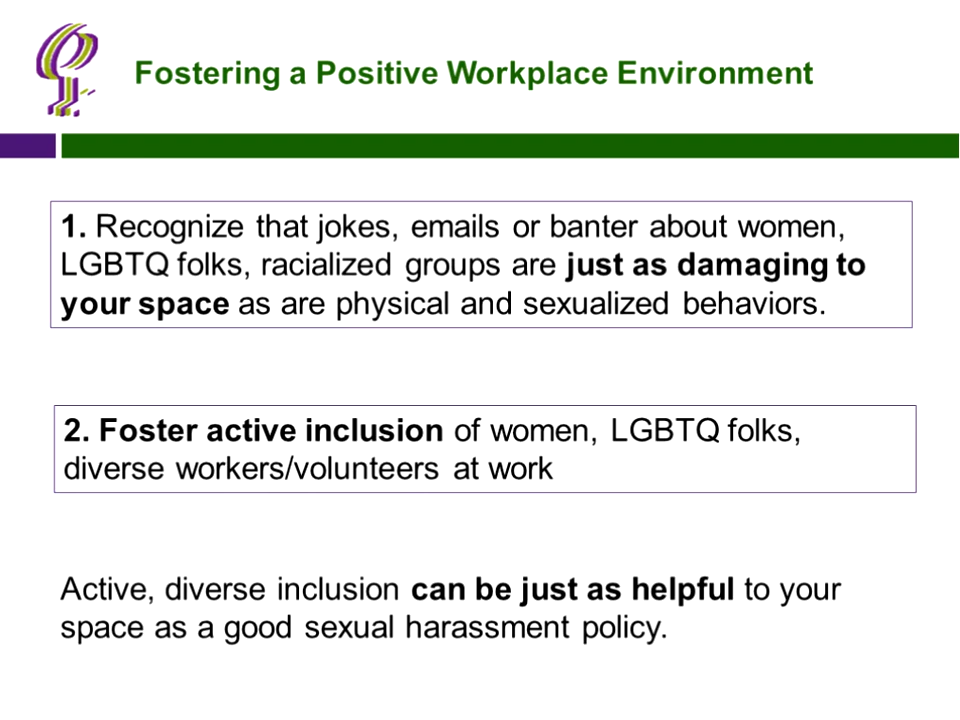 Fostering a Positive Workplace Environment
1. Recognize that jokes, emails or banter about women,
LGBTQ folks, racialized groups are just as damaging to
your space as are physical and sexualized behaviors.
2. Foster active inclusion of women, LGBTQ folks,
diverse workers/volunteers at work
Active, diverse inclusion can be just as helpful to your
space as a good sexual harassment policy.